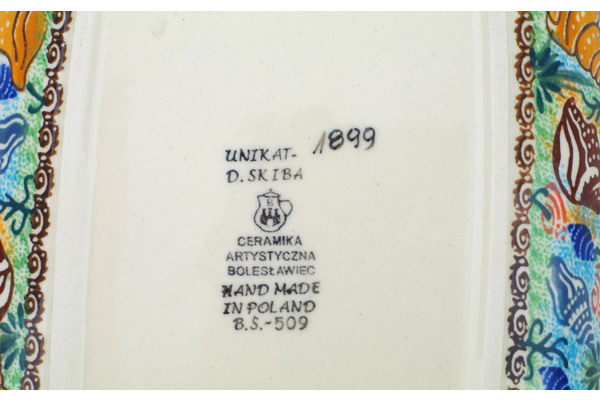 UNIKAT- 1899
D. SKIBA
B
CERAMIKA
ARTYSTYCZNA
BOLESŁAWIEC
HAND MADE
IN POLAND
B.Ś.-509